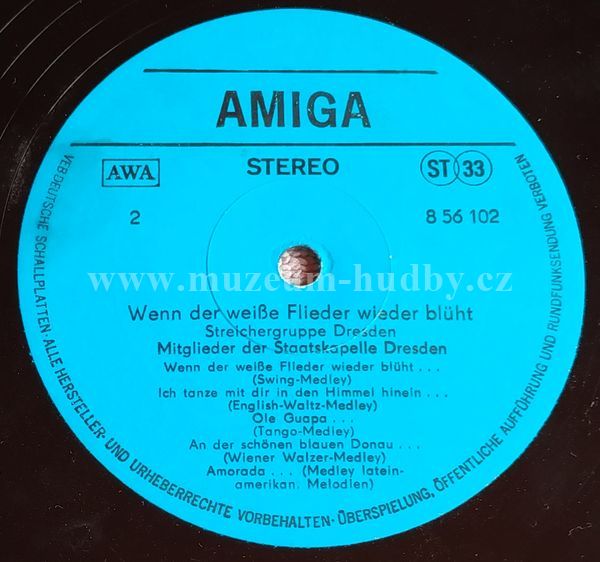 AMIGA
AWA
STEREO
ST 33
2
8 56 102
www.muzeum-hudby.cz
Wenn der weiße Flieder wieder blüht
Streichergruppe Dresden
Mitglieder der Staatskapelle Dresden
Wenn der weiße Flieder wieder blüht . . .
(Swing-Medley)
Ich tanze mit dir in den Himmel hinein . . .
(English-Waltz-Medley)
Ole Guapa . . .
(Tango-Medley)
An der schönen blauen Donau . . .
(Wiener Walzer-Medley)
Amorada . . . (Medley latein-
amerikan. Melodien)
VEB DEUTSCHE SCHALLPLATTEN · ALLE HERSTELLER- UND URHEBERRECHTE VORBEHALTEN · ÜBERSPIELUNG, ÖFFENTLICHE AUFFÜHRUNG UND RUNDFUNKSENDUNG VERBOTEN